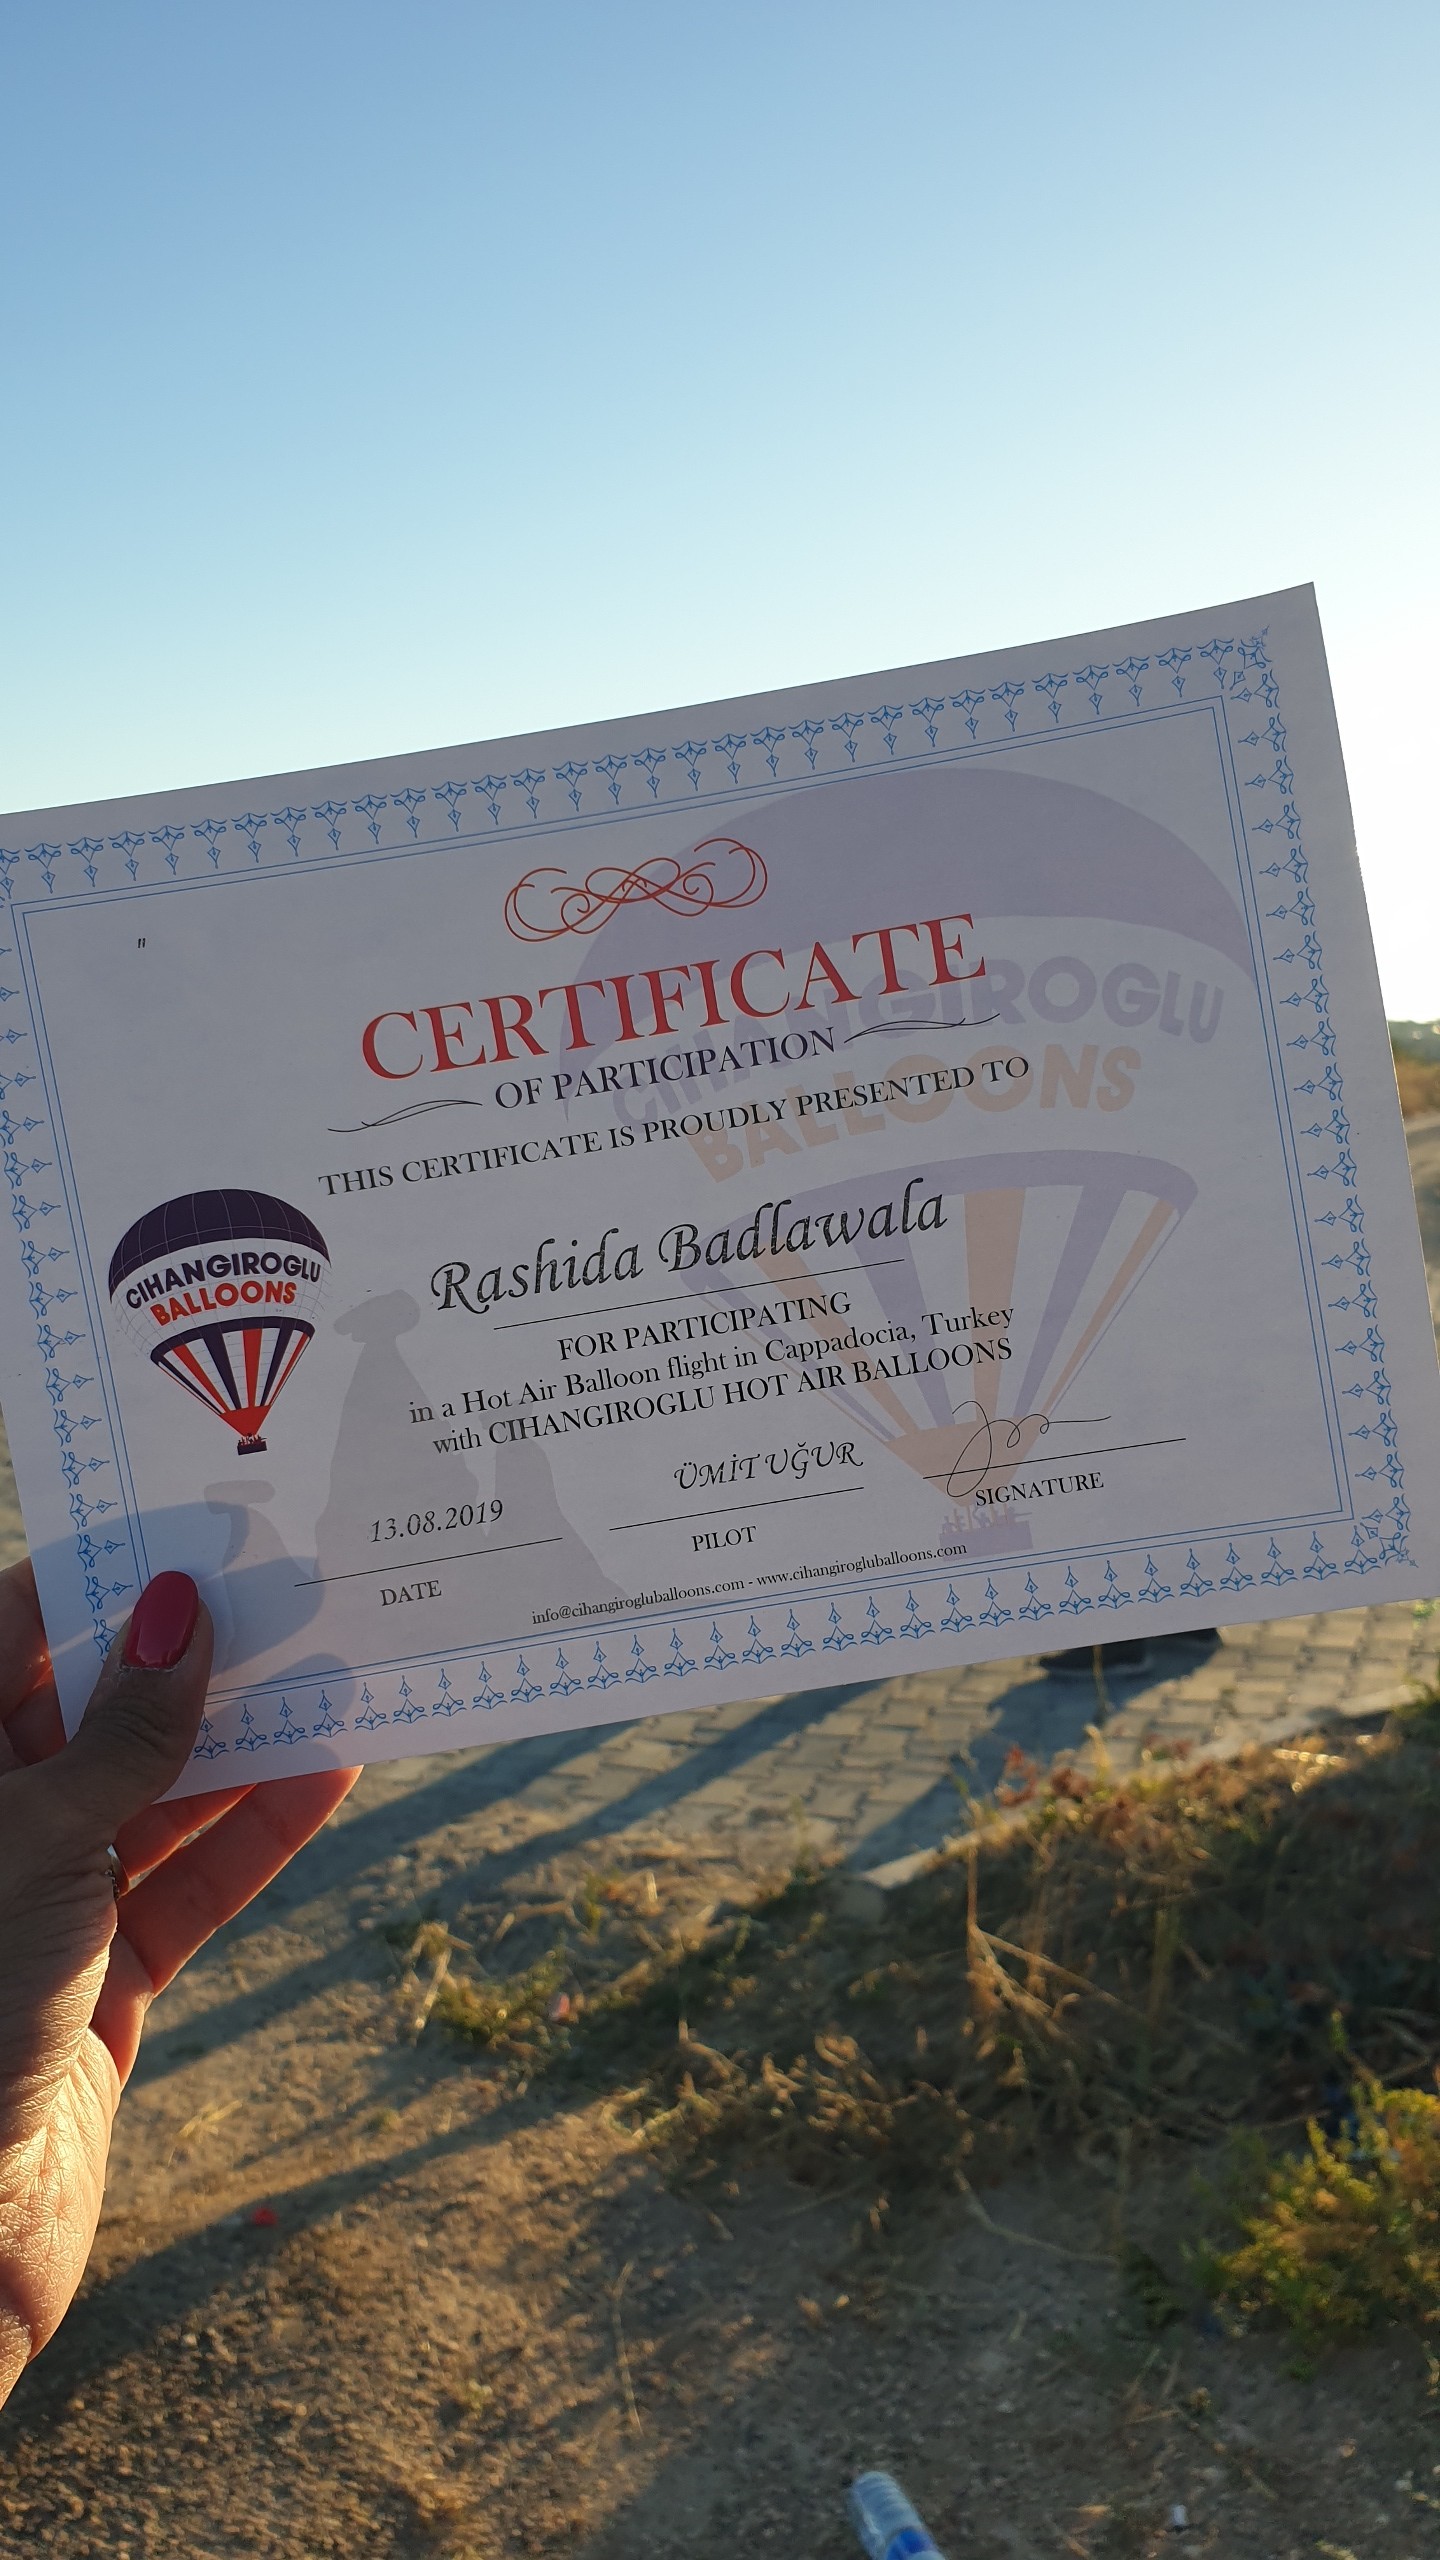 "
CERTIFICATE
OF PARTICIPATION
THIS CERTIFICATE IS PROUDLY PRESENTED TO
Rashida Badlawala
FOR PARTICIPATING
in a Hot Air Balloon flight in Cappadocia, Turkey
with CIHANGIROGLU HOT AIR BALLOONS
CIHANGIROGLU
BALLOONS
CIHANGIROGLU
BALLOONS
13.08.2019
DATE
ÜMİT UĞUR
PILOT
SIGNATURE
info@cihangirogluballoons.com - www.cihangirogluballoons.com